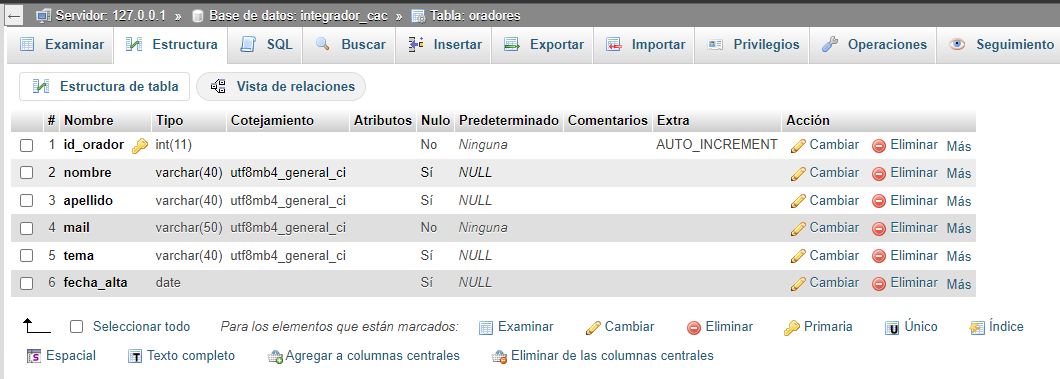 Servidor: 127.0.0.1 » Base de datos: integrador_cac » Tabla: oradores
Examinar Estructura SQL Buscar Insertar Exportar Importar Privilegios Operaciones Seguimiento
Estructura de tabla Vista de relaciones
# Nombre Tipo Cotejamiento Atributos Nulo Predeterminado Comentarios Extra Acción
1 id_orador int(11) No Ninguna AUTO_INCREMENT Cambiar Eliminar Más
2 nombre varchar(40) utf8mb4_general_ci Sí NULL Cambiar Eliminar Más
3 apellido varchar(40) utf8mb4_general_ci Sí NULL Cambiar Eliminar Más
4 mail varchar(50) utf8mb4_general_ci No Ninguna Cambiar Eliminar Más
5 tema varchar(40) utf8mb4_general_ci Sí NULL Cambiar Eliminar Más
6 fecha_alta date Sí NULL Cambiar Eliminar Más
Seleccionar todo Para los elementos que están marcados: Examinar Cambiar Eliminar Primaria Único Índice
Espacial Texto completo Agregar a columnas centrales Eliminar de las columnas centrales